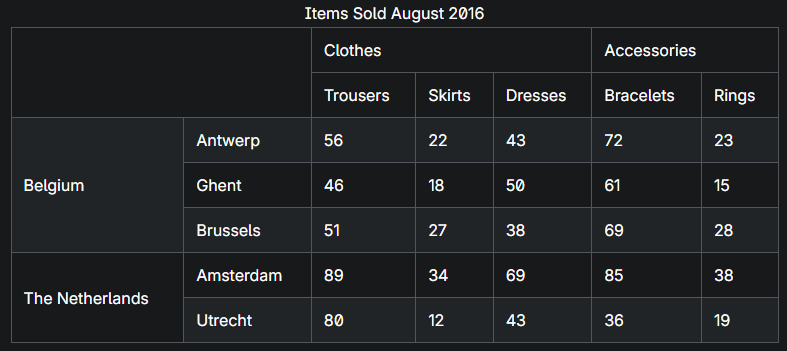 Items Sold August 2016
Clothes Accessories
Trousers Skirts Dresses Bracelets Rings
Belgium Antwerp 56 22 43 72 23
Ghent 46 18 50 61 15
Brussels 51 27 38 69 28
The Netherlands Amsterdam 89 34 69 85 38
Utrecht 80 12 43 36 19